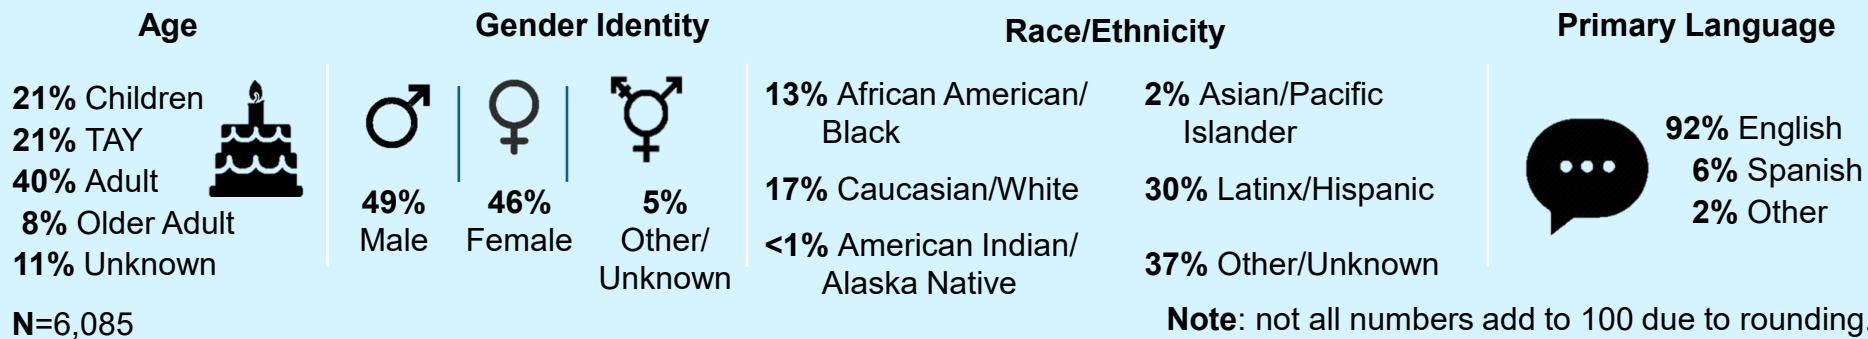 Age
21% Children
21% TAY
40% Adult
8% Older Adult
11% Unknown
N=6,085
Gender Identity
49%
Male
46%
Female
5%
Other/
Unknown
Race/Ethnicity
13% African American/
Black
17% Caucasian/White
<1% American Indian/
Alaska Native
2% Asian/Pacific
Islander
30% Latinx/Hispanic
37% Other/Unknown
Primary Language
92% English
6% Spanish
2% Other
Note: not all numbers add to 100 due to rounding.